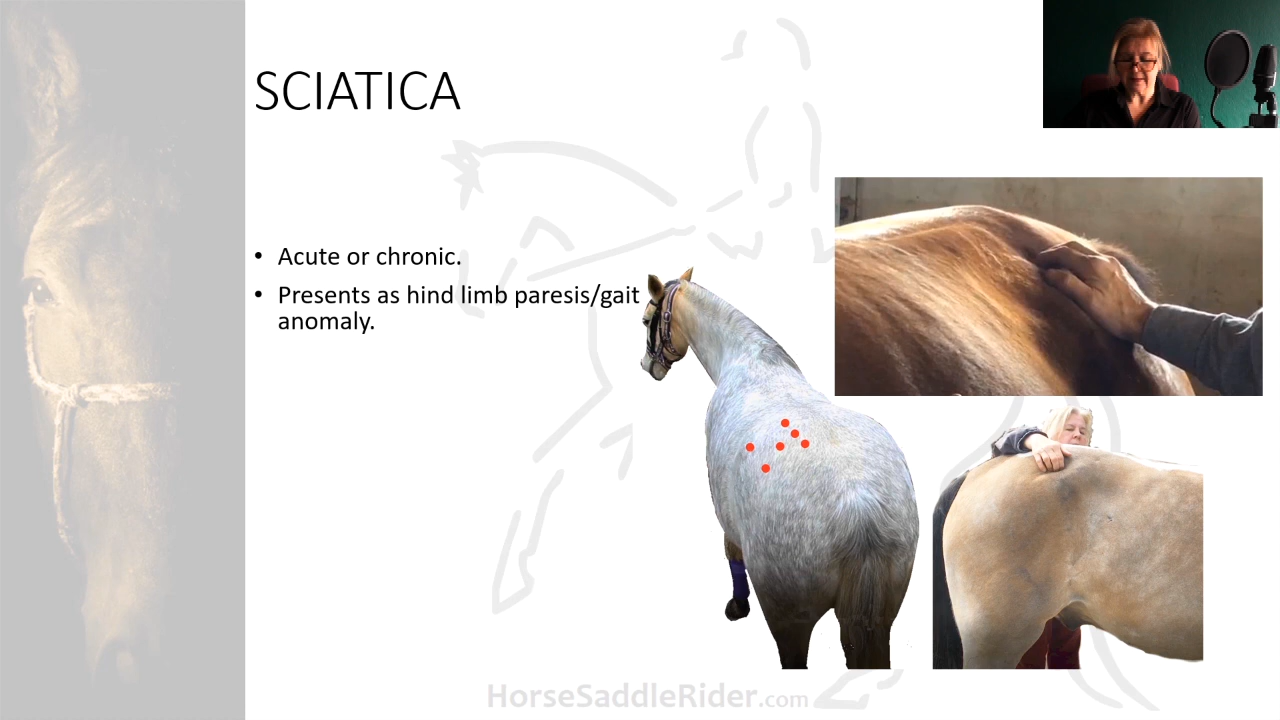 SCIATICA
• Acute or chronic.
• Presents as hind limb paresis/gait
anomaly.
HorseSaddleRider.com